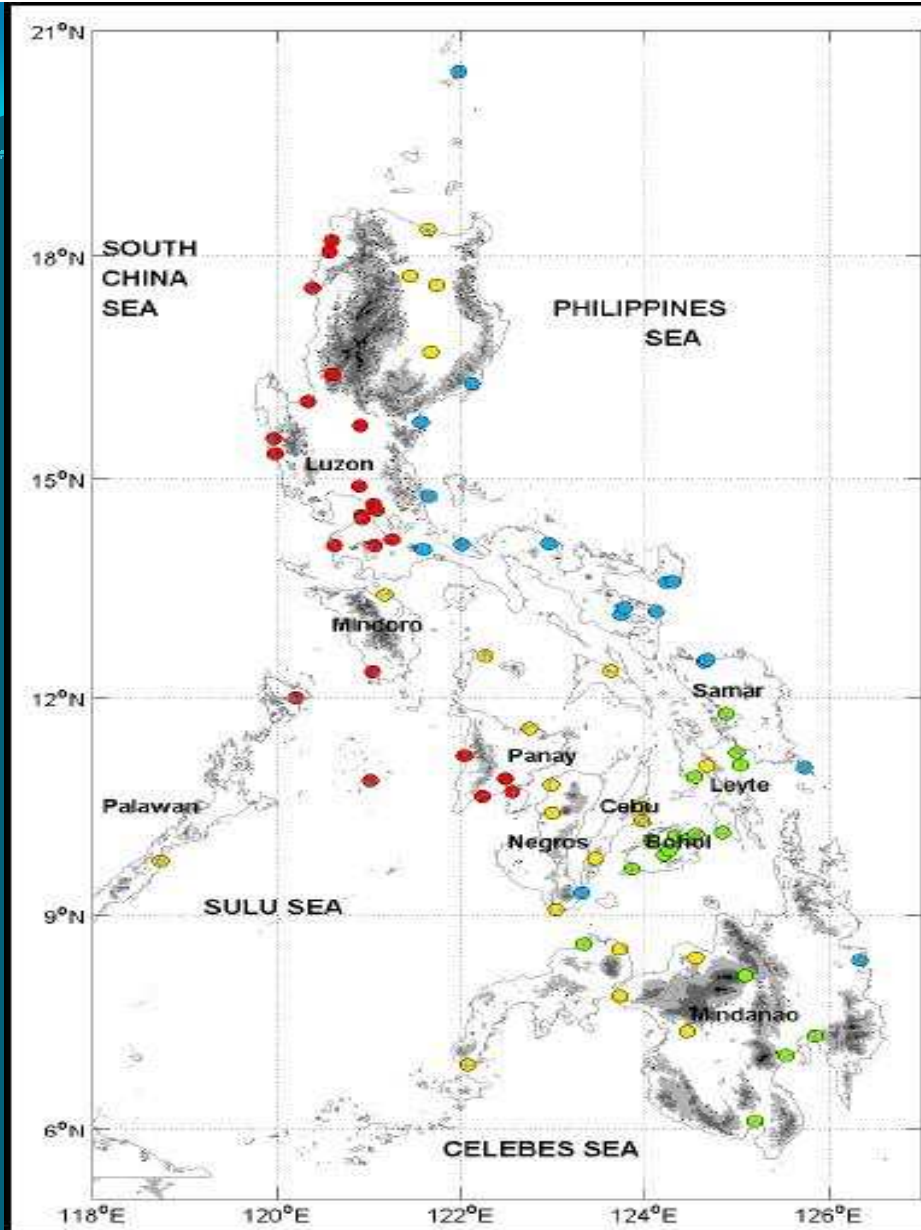 21°N
SOUTH
CHINA
SEA
18°N
PHILIPPINES
SEA
Luzon
15°N
Mindoro
12°N
Samar
Panay
Leyte
Palawan
Cebu
Negros
Bohol
SULU SEA
9°N
Mindanao
6°N
CELEBES SEA
118°E 120°E 122°E 124°E 126°E